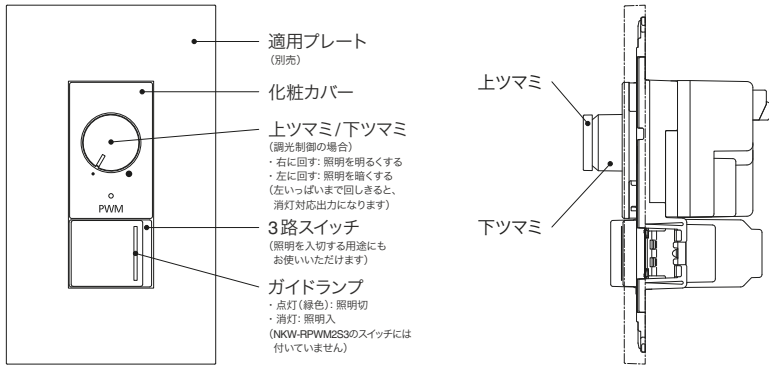 適用プレート
（別売）
化粧カバー
上ツマミ/下ツマミ
（調光制御の場合）
・右に回す: 照明を明るくする
・左に回す: 照明を暗くする
（左いっぱいまで回しきると、
消灯対応出力になります）
PWM
3路スイッチ
（照明を入切する用途にも
お使いいただけます）
ガイドランプ
・点灯（緑色）: 照明切
・消灯: 照明入
（NKW-RPWM2S3のスイッチには
付いていません）
上ツマミ
下ツマミ